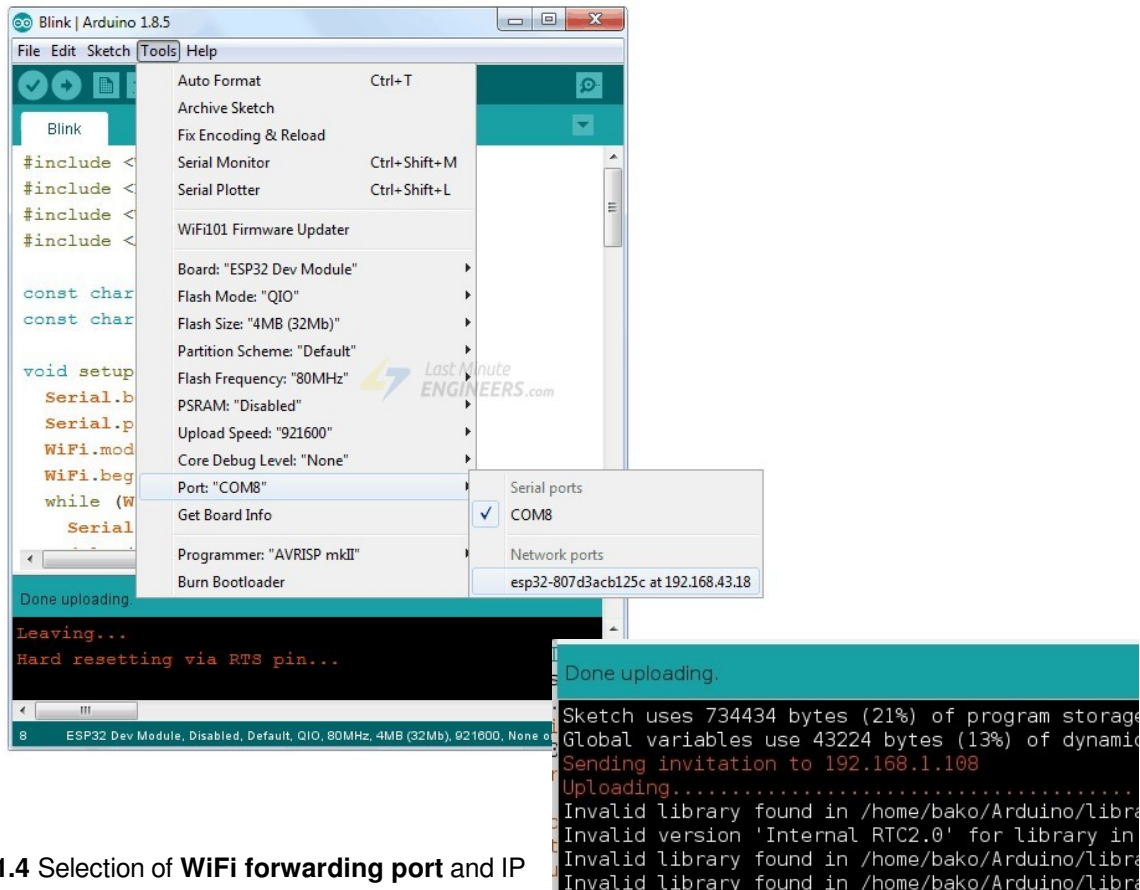 Blink | Arduino 1.8.5
File Edit Sketch Tools Help
Blink
#include <
#include <
#include <
#include <
const char
const char
void setup
Serial.b
Serial.p
WiFi.mod
WiFi.beg
while (W
Serial
Auto Format Ctrl+T
Archive Sketch
Fix Encoding & Reload
Serial Monitor Ctrl+Shift+M
Serial Plotter Ctrl+Shift+L
WiFi101 Firmware Updater
Board: "ESP32 Dev Module"
Flash Mode: "QIO"
Flash Size: "4MB (32Mb)"
Partition Scheme: "Default"
Flash Frequency: "80MHz"
PSRAM: "Disabled"
Upload Speed: "921600"
Core Debug Level: "None"
Port: "COM8"
Get Board Info
Programmer: "AVRISP mkII"
Burn Bootloader
Last Minute
ENGINEERS.com
Serial ports
COM8
Network ports
esp32-807d3acb125c at 192.168.43.18
Done uploading.
Leaving...
Hard resetting via RTS pin...
8 ESP32 Dev Module, Disabled, Default, QIO, 80MHz, 4MB (32Mb), 921600, None o
Done uploading.
Sketch uses 734434 bytes (21%) of program storage
Global variables use 43224 bytes (13%) of dynamic
Sending invitation to 192.168.1.108
Uploading........................................
Invalid library found in /home/bako/Arduino/libra
Invalid version 'Internal RTC2.0' for library in
Invalid library found in /home/bako/Arduino/libra
Invalid library found in /home/bako/Arduino/libra
1.4 Selection of WiFi forwarding port and IP